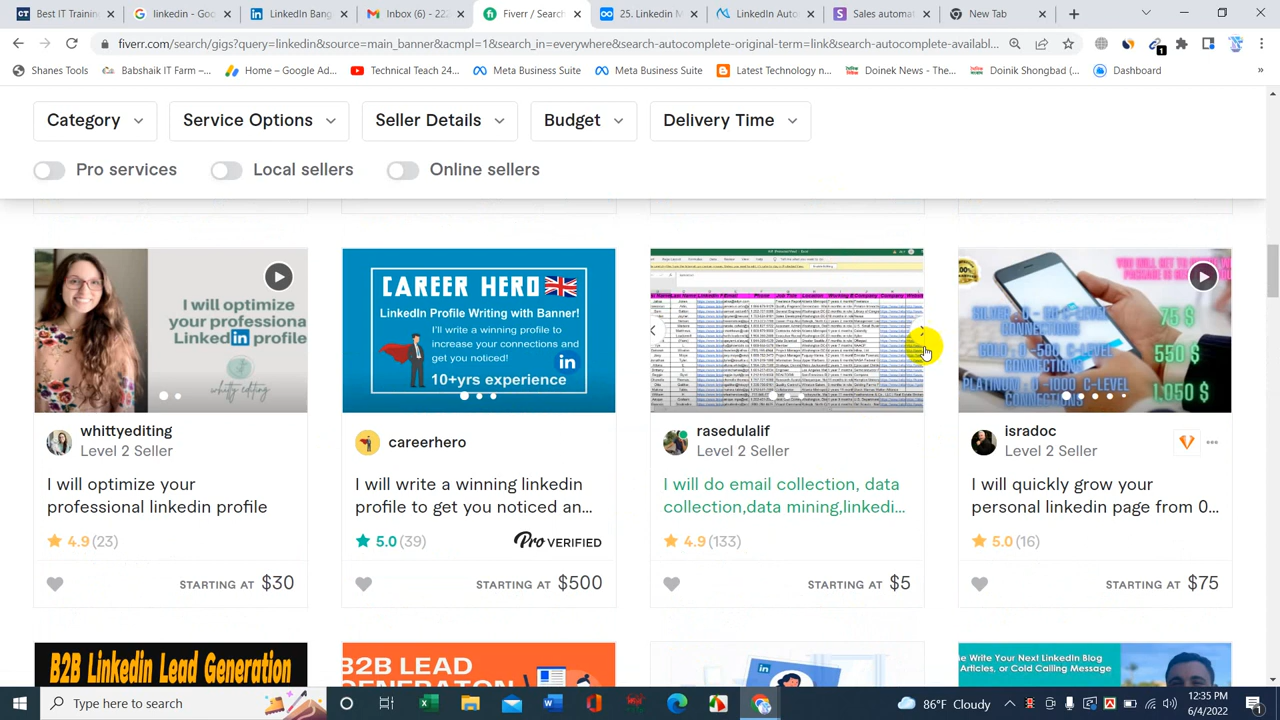 Best IT Trainin
linkedin - Goo
LinkedIn Bann
Inbox (6) - 222
Fiverr / Search
25. LinkedIn M
LinkedIn Auto
Sales Automat
New Tab
fiverr.com/search/gigs?query=linkedin&source=main_banner&acmpl=1&search_in=everywhere&search-autocomplete-original-term=link&search-autocomplete-availabl...
Shanes Tools
Babshik IT Farm –...
Home – Google Ad...
Technical Teach 24...
Meta Business Suite
Meta Business Suite
Latest Technology n...
Doinek News - The...
Doinik Shongbad (...
Dashboard
»
Category
Service Options
Seller Details
Budget
Delivery Time
Pro services
Local sellers
Online sellers
I will optimize
LinkedIn profile
CAREER HERO
LinkedIn Profile Writing with Banner!
I'll write a winning profile to
increase your connections and
get you noticed!
10+yrs experience
in
50 $
1.050 $
whittyediting
Level 2 Seller
careerhero
rasedulalif
Level 2 Seller
isradoc
Level 2 Seller
I will optimize your
professional linkedin profile
I will write a winning linkedin
profile to get you noticed an...
I will do email collection, data
collection,data mining,linkedi...
I will quickly grow your
personal linkedin page from 0...
4.9 (23)
5.0 (39)
Pro VERIFIED
4.9 (133)
5.0 (16)
STARTING AT $30
STARTING AT $500
STARTING AT $5
STARTING AT $75
B2B Linkedin Lead Generation
B2B LEAD
GENERATON
in
e Write Your Next LinkedIn Blog
Articles, or Cold Calling Message
Type here to search
86°F Cloudy
12:35 PM
6/4/2022